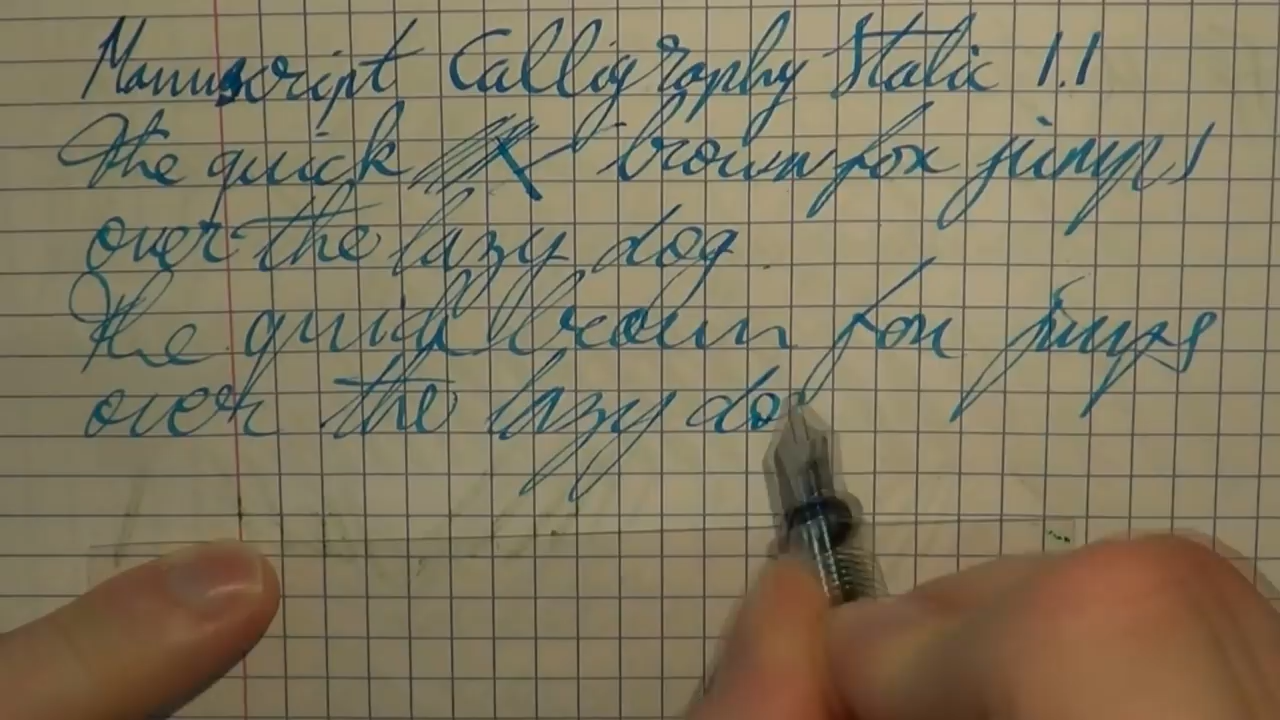 Manuscript Calligraphy Italic 1.1
The quick brown fox jumps
over the lazy dog
The quick brown fox jumps
over the lazy do